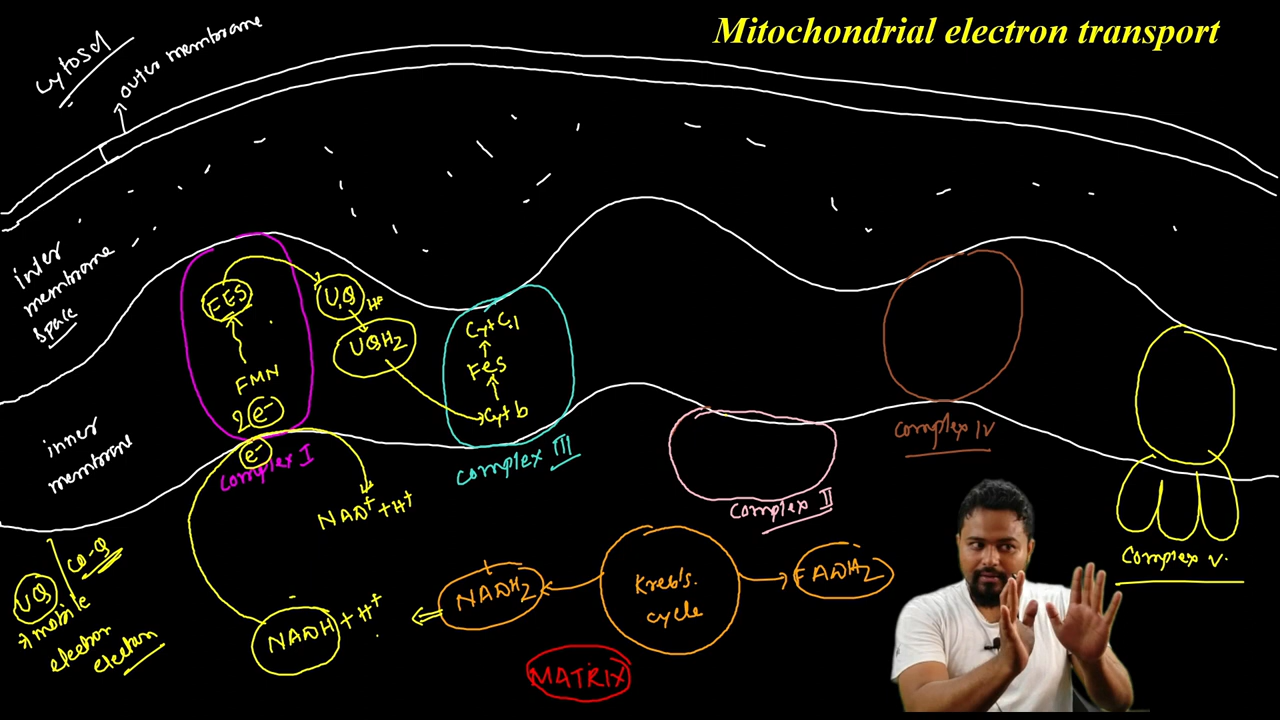 Mitochondrial electron transport
cytosol
outer membrane
inter
membrane
space
inner
membrane
FES
FMN
2 e-
e-
complex I
UQ
H+
UQH2
Cyt C1
FeS
Cyt b
complex III
complex IV
complex II
complex V.
NAD+ + H+
NADH + H+
NADH2
Kreb's.
cycle
FADH2
MATRIX
UQ
CO-Q
→ mobile
electron